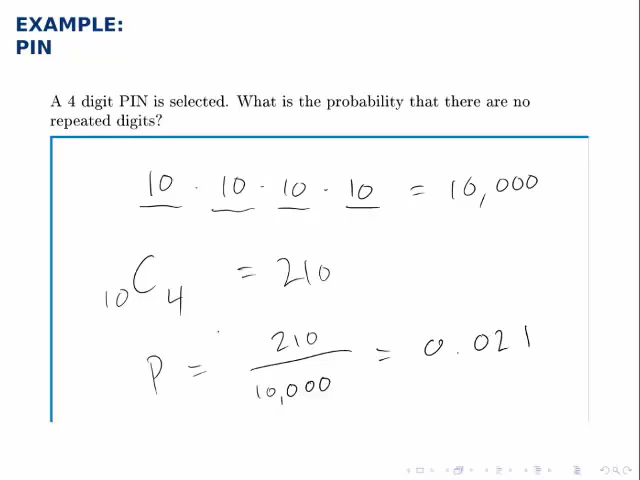 EXAMPLE:
PIN
A 4 digit PIN is selected. What is the probability that there are no
repeated digits?
10 · 10 · 10 · 10 = 10,000
₁₀C₄ = 210
P = 210/10,000 = 0.021